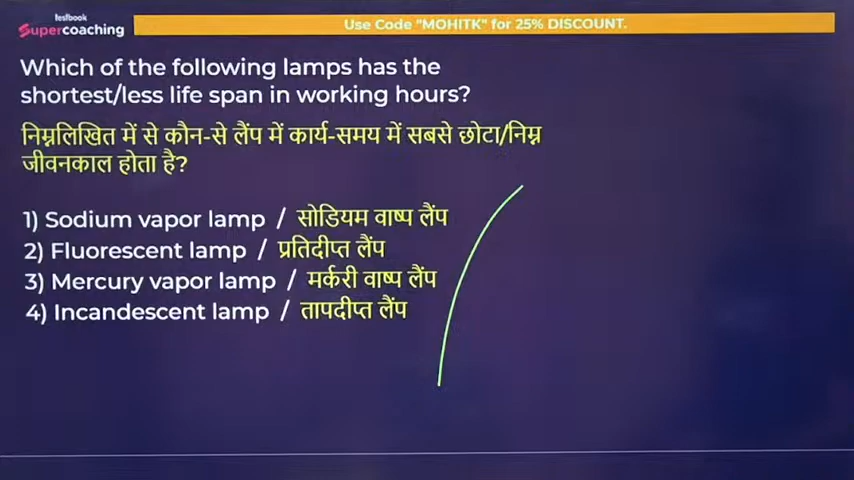 testbook
Supercoaching
Use Code "MOHITK" for 25% DISCOUNT.
Which of the following lamps has the
shortest/less life span in working hours?
निम्नलिखित में से कौन-से लैंप में कार्य-समय में सबसे छोटा/निम्न
जीवनकाल होता है?
1) Sodium vapor lamp / सोडियम वाष्प लैंप
2) Fluorescent lamp / प्रतिदीप्त लैंप
3) Mercury vapor lamp / मर्करी वाष्प लैंप
4) Incandescent lamp / तापदीप्त लैंप